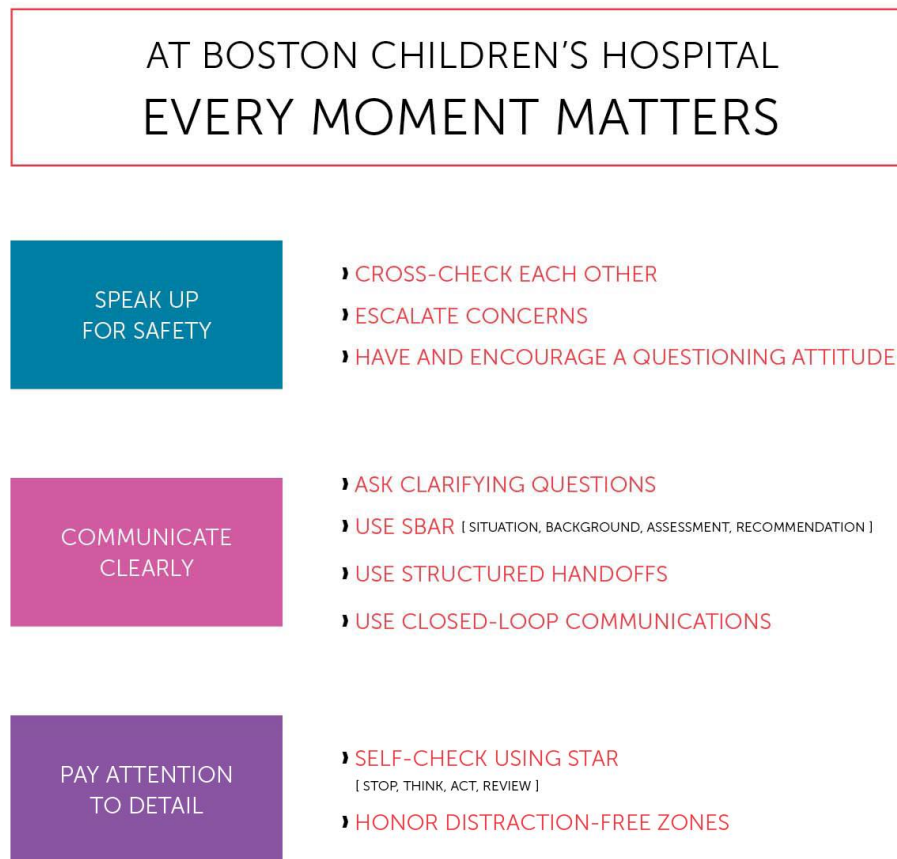 AT BOSTON CHILDREN'S HOSPITAL
EVERY MOMENT MATTERS
SPEAK UP
FOR SAFETY
CROSS-CHECK EACH OTHER
ESCALATE CONCERNS
HAVE AND ENCOURAGE A QUESTIONING ATTITUDE
COMMUNICATE
CLEARLY
ASK CLARIFYING QUESTIONS
USE SBAR [ SITUATION, BACKGROUND, ASSESSMENT, RECOMMENDATION ]
USE STRUCTURED HANDOFFS
USE CLOSED-LOOP COMMUNICATIONS
PAY ATTENTION
TO DETAIL
SELF-CHECK USING STAR
[ STOP, THINK, ACT, REVIEW ]
HONOR DISTRACTION-FREE ZONES